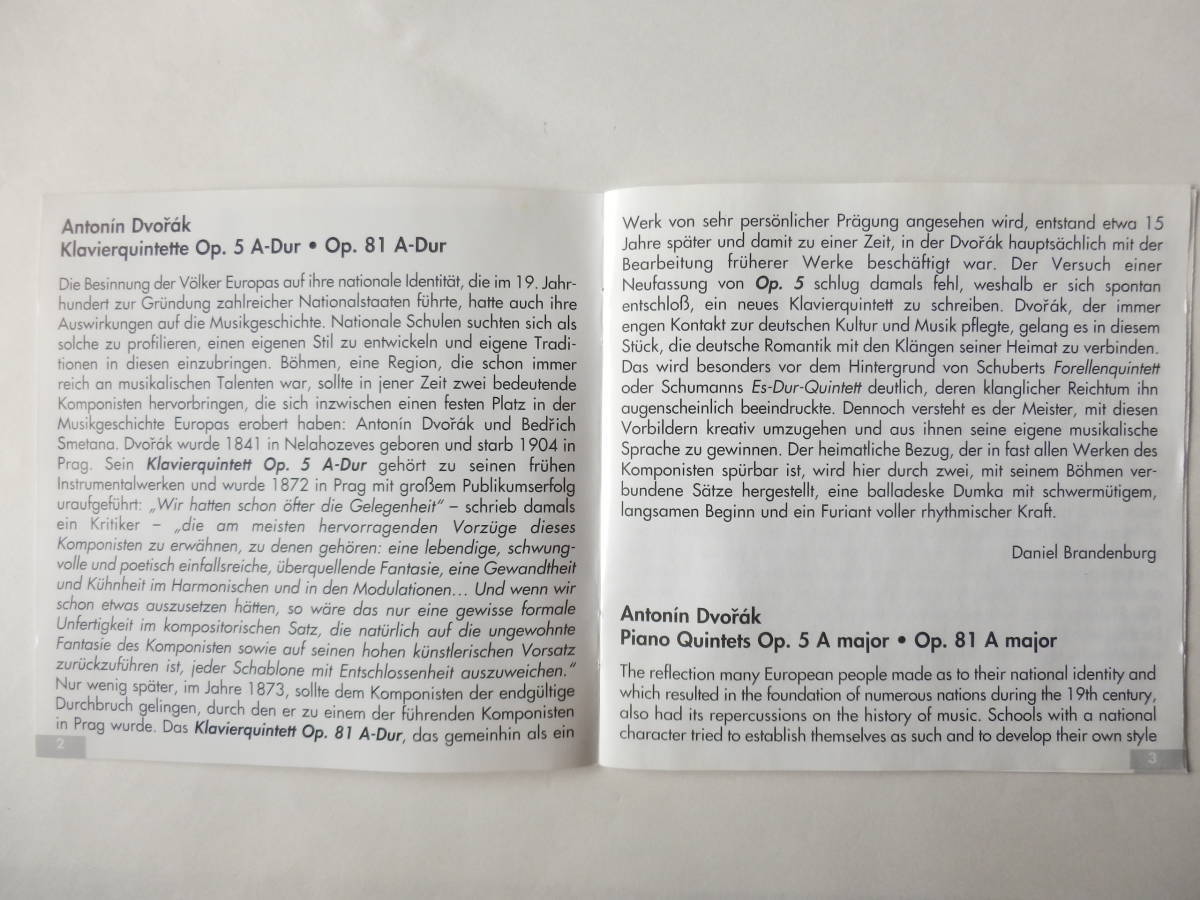 Antonín Dvořák
Klavierquintette Op. 5 A-Dur • Op. 81 A-Dur
Die Besinnung der Völker Europas auf ihre nationale Identität, die im 19. Jahr-
hundert zur Gründung zahlreicher Nationalstaaten führte, hatte auch ihre
Auswirkungen auf die Musikgeschichte. Nationale Schulen suchten sich als
solche zu profilieren, einen eigenen Stil zu entwickeln und eigene Tradi-
tionen in diesen einzubringen. Böhmen, eine Region, die schon immer
reich an musikalischen Talenten war, sollte in jener Zeit zwei bedeutende
Komponisten hervorbringen, die sich inzwischen einen festen Platz in der
Musikgeschichte Europas erobert haben: Antonín Dvořák und Bedřich
Smetana. Dvořák wurde 1841 in Nelahozeves geboren und starb 1904 in
Prag. Sein Klavierquintett Op. 5 A-Dur gehört zu seinen frühen
Instrumentalwerken und wurde 1872 in Prag mit großem Publikumserfolg
uraufgeführt: „Wir hatten schon öfter die Gelegenheit“ – schrieb damals
ein Kritiker – „die am meisten hervorragenden Vorzüge dieses
Komponisten zu erwähnen, zu denen gehören: eine lebendige, schwung-
volle und poetisch einfallsreiche, überquellende Fantasie, eine Gewandtheit
und Kühnheit im Harmonischen und in den Modulationen... Und wenn wir
schon etwas auszusetzen hätten, so wäre das nur eine gewisse formale
Unfertigkeit im kompositorischen Satz, die natürlich auf die ungewohnte
Fantasie des Komponisten sowie auf seinen hohen künstlerischen Vorsatz
zurückzuführen ist, jeder Schablone mit Entschlossenheit auszuweichen.“
Nur wenig später, im Jahre 1873, sollte dem Komponisten der endgültige
Durchbruch gelingen, durch den er zu einem der führenden Komponisten
in Prag wurde. Das Klavierquintett Op. 81 A-Dur, das gemeinhin als ein
2
Werk von sehr persönlicher Prägung angesehen wird, entstand etwa 15
Jahre später und damit zu einer Zeit, in der Dvořák hauptsächlich mit der
Bearbeitung früherer Werke beschäftigt war. Der Versuch einer
Neufassung von Op. 5 schlug damals fehl, weshalb er sich spontan
entschloß, ein neues Klavierquintett zu schreiben. Dvořák, der immer
engen Kontakt zur deutschen Kultur und Musik pflegte, gelang es in diesem
Stück, die deutsche Romantik mit den Klängen seiner Heimat zu verbinden.
Das wird besonders vor dem Hintergrund von Schuberts Forellenquintett
oder Schumanns Es-Dur-Quintett deutlich, deren klanglicher Reichtum ihn
augenscheinlich beeindruckte. Dennoch versteht es der Meister, mit diesen
Vorbildern kreativ umzugehen und aus ihnen seine eigene musikalische
Sprache zu gewinnen. Der heimatliche Bezug, der in fast allen Werken des
Komponisten spürbar ist, wird hier durch zwei, mit seinem Böhmen ver-
bundene Sätze hergestellt, eine balladeske Dumka mit schwermütigem,
langsamen Beginn und ein Furiant voller rhythmischer Kraft.
Daniel Brandenburg
Antonín Dvořák
Piano Quintets Op. 5 A major • Op. 81 A major
The reflection many European people made as to their national identity and
which resulted in the foundation of numerous nations during the 19th century,
also had its repercussions on the history of music. Schools with a national
character tried to establish themselves as such and to develop their own style
3